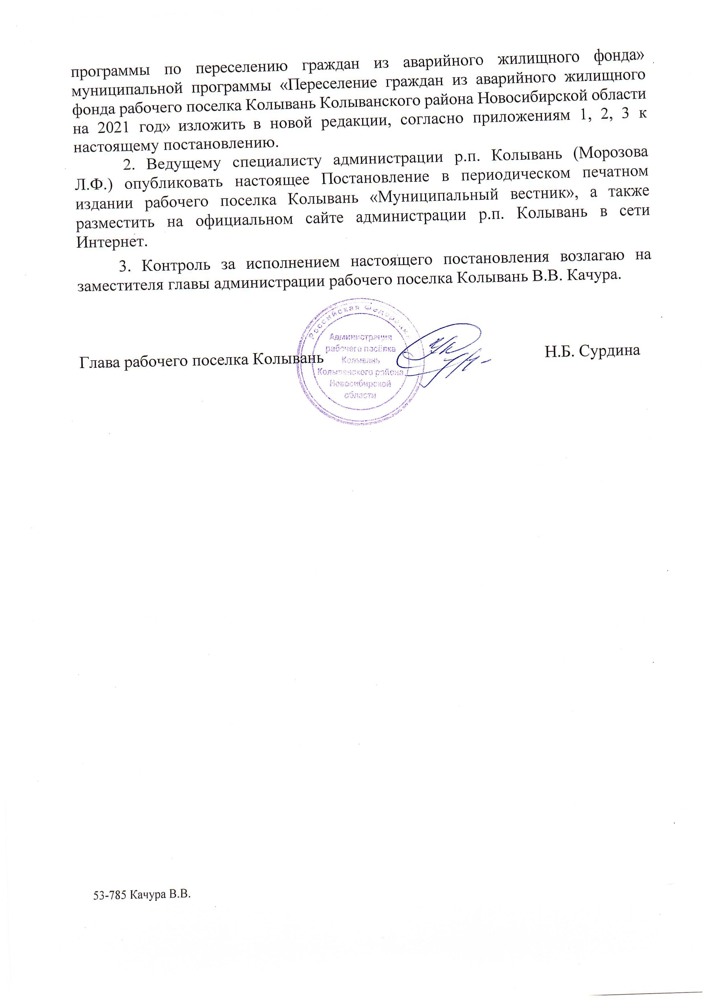 программы по переселению граждан из аварийного жилищного фонда»
муниципальной программы «Переселение граждан из аварийного жилищного
фонда рабочего поселка Колывань Колыванского района Новосибирской области
на 2021 год» изложить в новой редакции, согласно приложениям 1, 2, 3 к
настоящему постановлению.
2. Ведущему специалисту администрации р.п. Колывань (Морозова
Л.Ф.) опубликовать настоящее Постановление в периодическом печатном
издании рабочего поселка Колывань «Муниципальный вестник», а также
разместить на официальном сайте администрации р.п. Колывань в сети
Интернет.
3. Контроль за исполнением настоящего постановления возлагаю на
заместителя главы администрации рабочего поселка Колывань В.В. Качура.
Российская Федерация
Администрация
рабочего посёлка
Колывань
Колыванского района
Новосибирской
области
Глава рабочего поселка Колывань
Н.Б. Сурдина
53-785 Качура В.В.